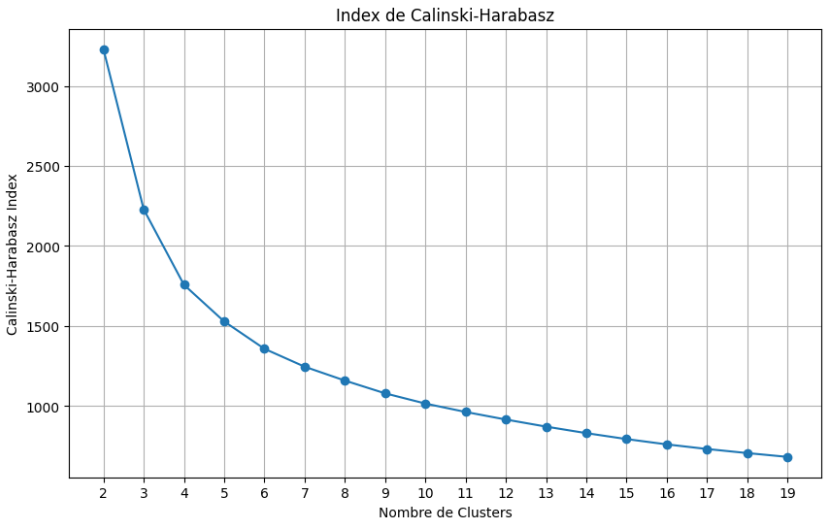 Index de Calinski-Harabasz
Calinski-Harabasz Index
3000
2500
2000
1500
1000
2 3 4 5 6 7 8 9 10 11 12 13 14 15 16 17 18 19
Nombre de Clusters